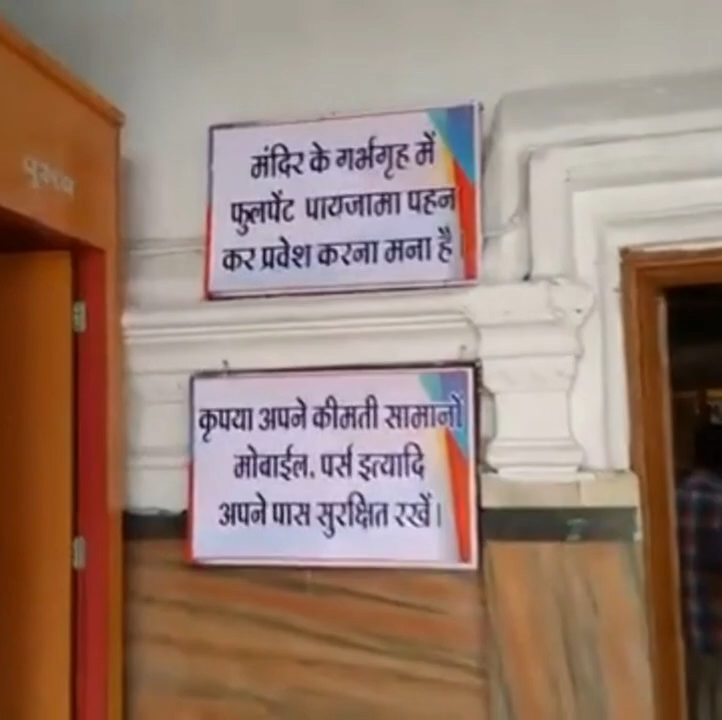 मंदिर के गर्भगृह में
फुलपेंट पायजामा पहन
कर प्रवेश करना मना है।
कृपया अपने कीमती सामानों
मोबाईल, पर्स इत्यादि
अपने पास सुरक्षित रखें।